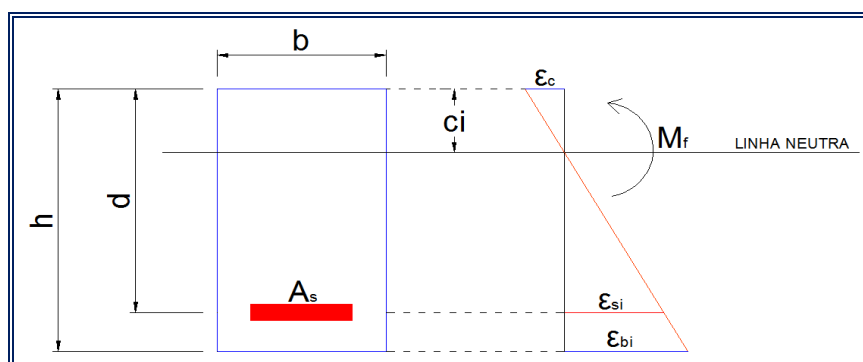 b
εc
ci
Mf
LINHA NEUTRA
d
h
As
εsi
εbi